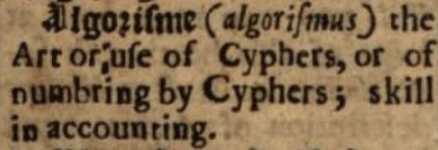 Algoriſme (algoriſmus) the
Art or uſe of Cyphers, or of
numbring by Cyphers; skill
in accounting.